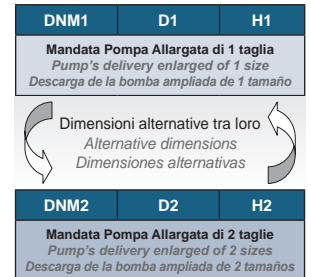 DNM1 D1 H1
Mandata Pompa Allargata di 1 taglia
Pump's delivery enlarged of 1 size
Descarga de la bomba ampliada de 1 tamaño
Dimensioni alternative tra loro
Alternative dimensions
Dimensiones alternativas
DNM2 D2 H2
Mandata Pompa Allargata di 2 taglie
Pump's delivery enlarged of 2 sizes
Descarga de la bomba ampliada de 2 tamaños